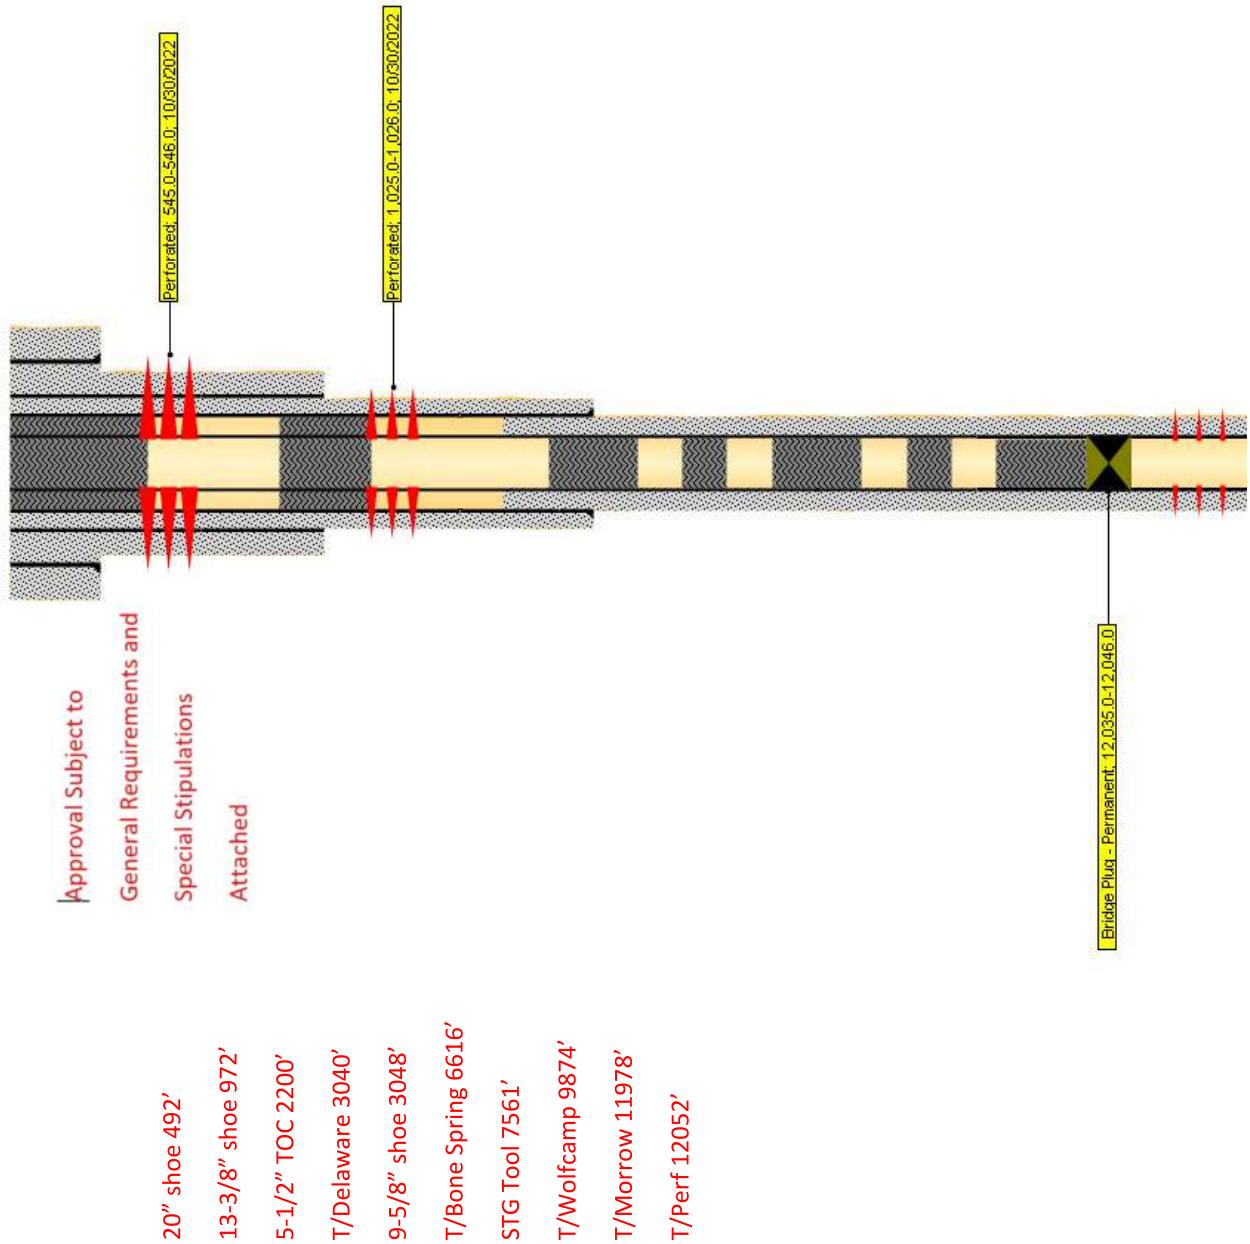 Perforated; 545.0-546.0; 10/30/2022
Perforated; 1,025.0-1,026.0; 10/30/2022
Approval Subject to
General Requirements and
Special Stipulations
Attached
Bridge Plug - Permanent; 12,035.0-12,046.0
20” shoe 492’
13-3/8” shoe 972’
5-1/2” TOC 2200’
T/Delaware 3040’
9-5/8” shoe 3048’
T/Bone Spring 6616’
STG Tool 7561’
T/Wolfcamp 9874’
T/Morrow 11978’
T/Perf 12052’